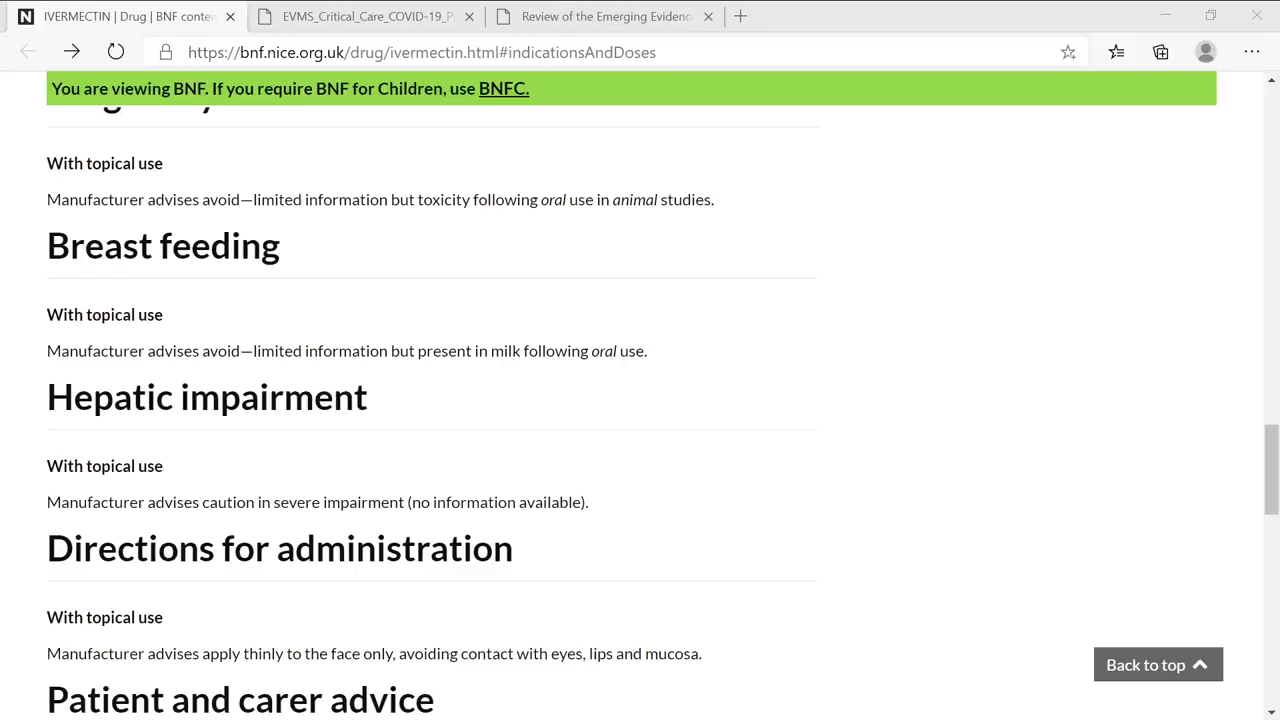 IVERMECTIN | Drug | BNF conten
EVMS_Critical_Care_COVID-19_P
Review of the Emerging Evidenc
https://bnf.nice.org.uk/drug/ivermectin.html#indicationsAndDoses
You are viewing BNF. If you require BNF for Children, use BNFC.
With topical use
Manufacturer advises avoid—limited information but toxicity following oral use in animal studies.
Breast feeding
With topical use
Manufacturer advises avoid—limited information but present in milk following oral use.
Hepatic impairment
With topical use
Manufacturer advises caution in severe impairment (no information available).
Directions for administration
With topical use
Manufacturer advises apply thinly to the face only, avoiding contact with eyes, lips and mucosa.
Back to top
Patient and carer advice